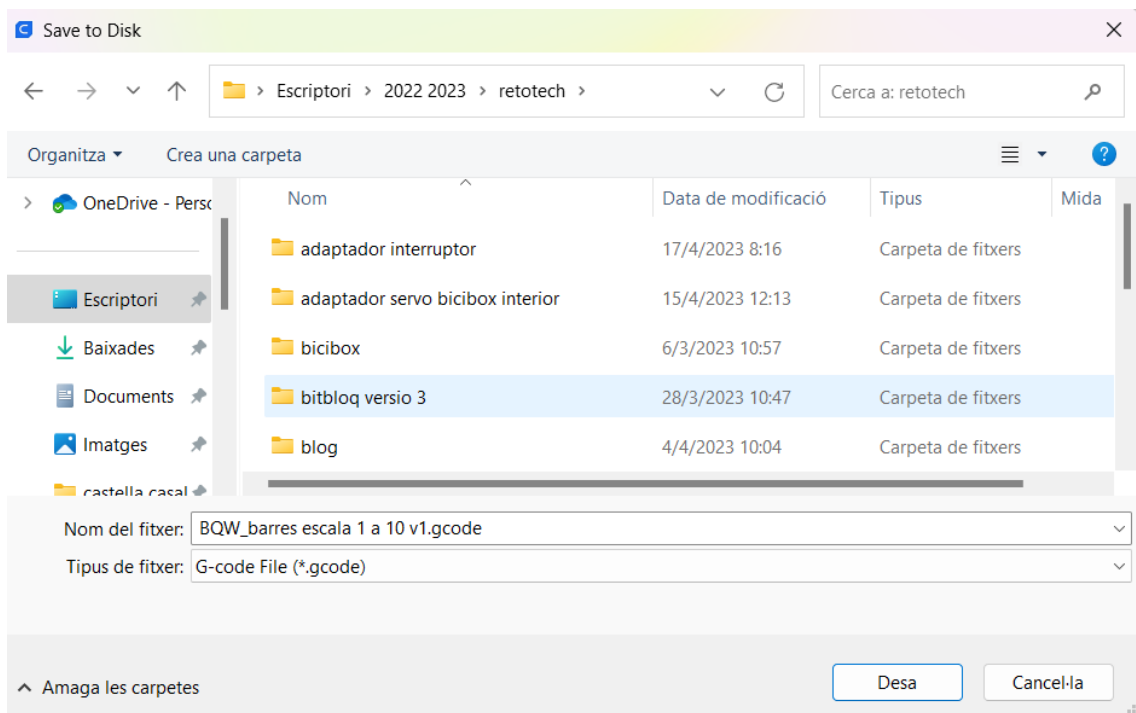 Save to Disk
Escriptori > 2022 2023 > retotech >
Cerca a: retotech
Organitza
Crea una carpeta
OneDrive - Perso
Escriptori
Baixades
Documents
Imatges
castella casal
Nom Data de modificació Tipus Mida
adaptador interruptor 17/4/2023 8:16 Carpeta de fitxers
adaptador servo bicibox interior 15/4/2023 12:13 Carpeta de fitxers
bicibox 6/3/2023 10:57 Carpeta de fitxers
bitbloq versio 3 28/3/2023 10:47 Carpeta de fitxers
blog 4/4/2023 10:04 Carpeta de fitxers
Nom del fitxer: BQW_barres escala 1 a 10 v1.gcode
Tipus de fitxer: G-code File (*.gcode)
Amaga les carpetes
Desa
Cancel·la